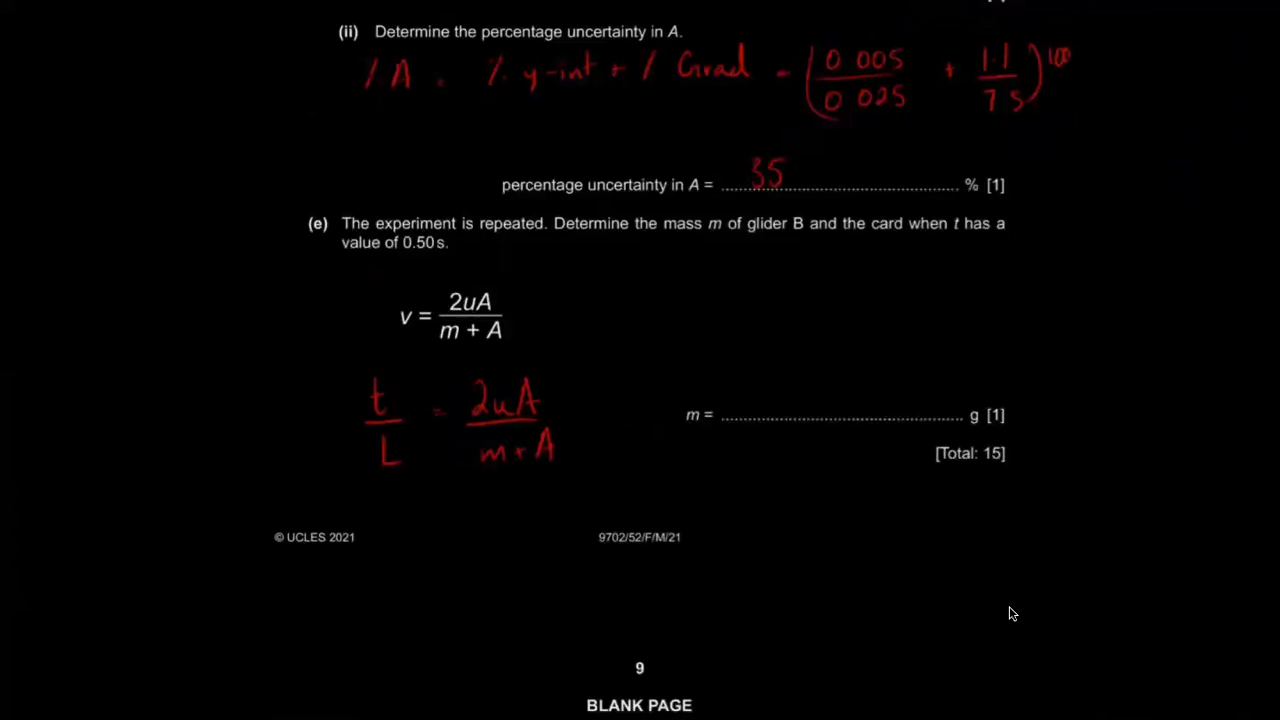 (ii) Determine the percentage uncertainty in A.
% A = % y-int + % Grad = (0.005/0.025 + 1.1/7.5)100
percentage uncertainty in A = 35 % [1]
(e) The experiment is repeated. Determine the mass m of glider B and the card when t has a
value of 0.50 s.
v = 2uA/m + A
t/L = 2uA/m + A
m = g [1]
[Total: 15]
© UCLES 2021 9702/52/F/M/21
9
BLANK PAGE